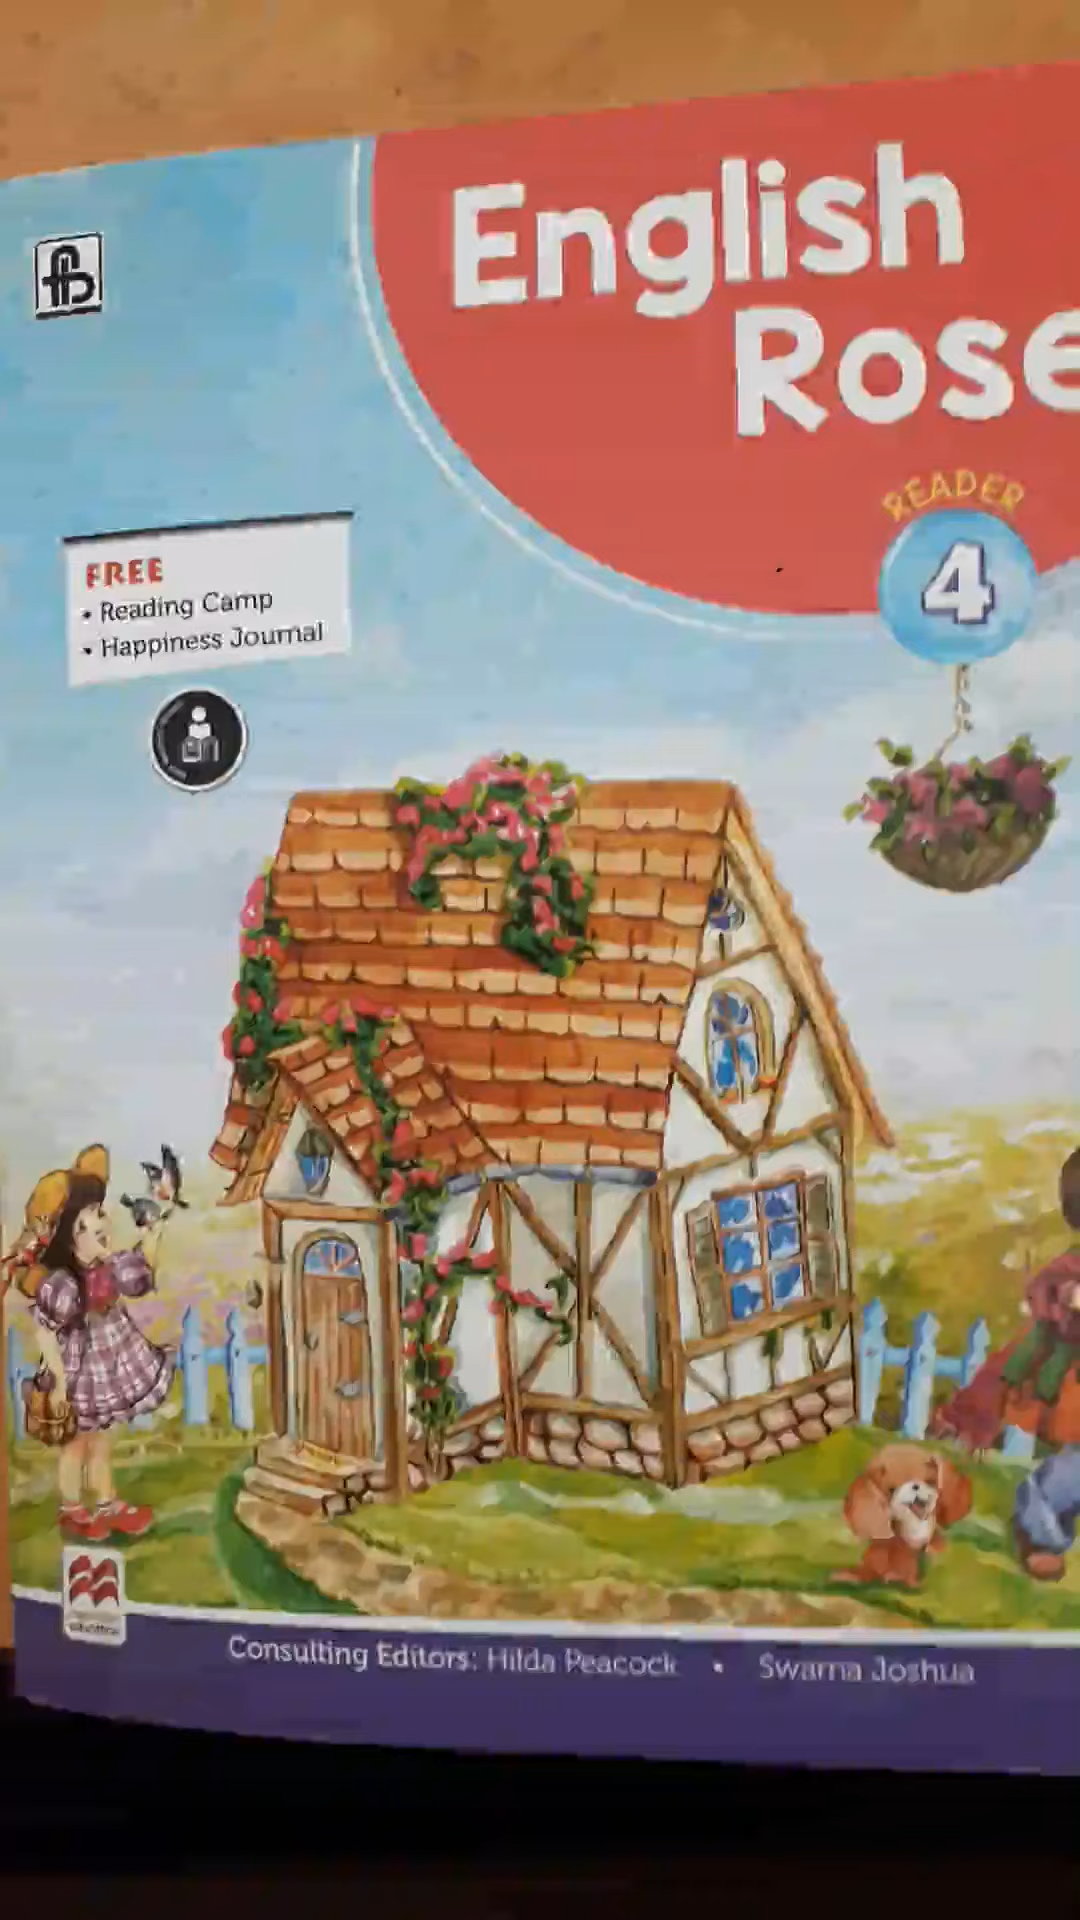 English
Rose
READER
4
FREE
• Reading Camp
• Happiness Journal
Consulting Editors: Hilda Peacock • Swarna Joshua